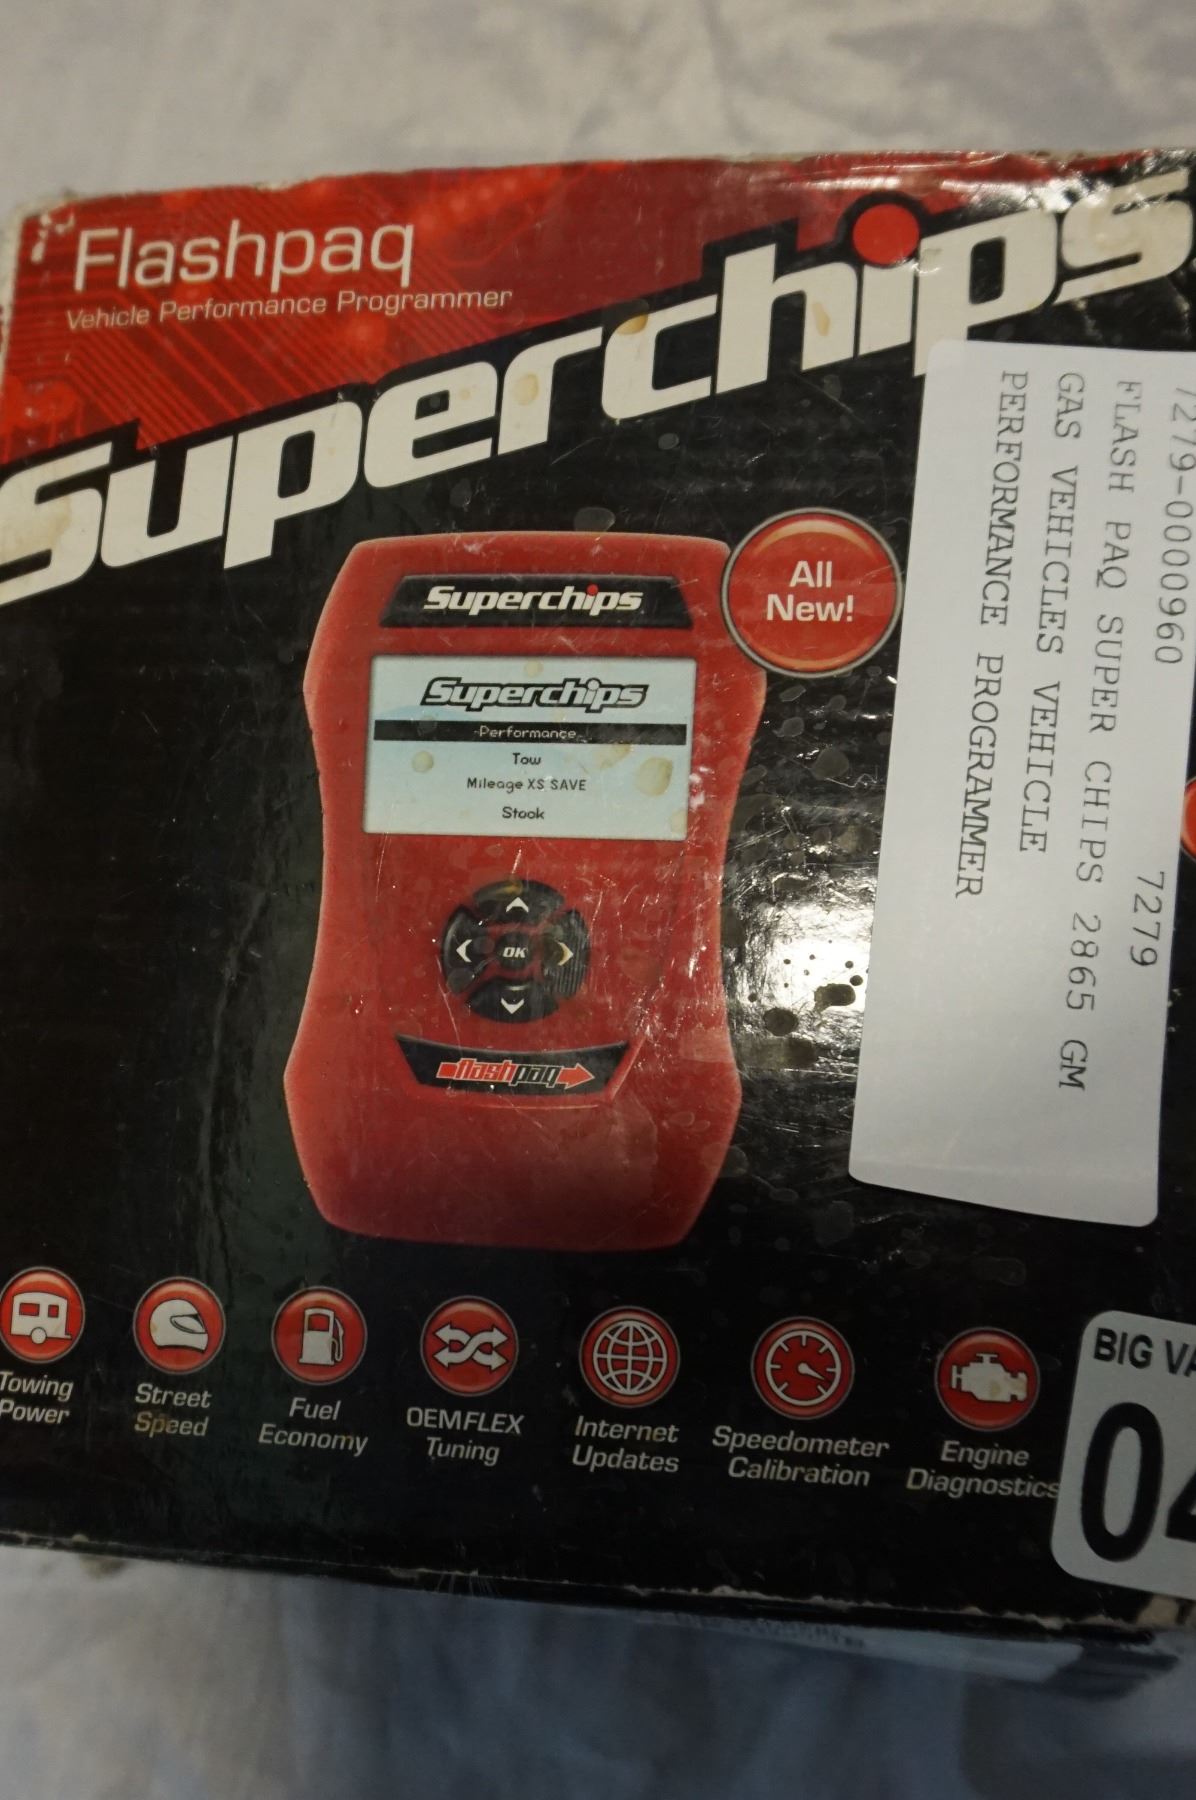 Flashpaq
Vehicle Performance Programmer
Superchips
All
New!
Superchips
Superchips
-Performance-
Tow
Mileage XS SAVE
Stock
OK
flashpaq
7279-0000960 7279
FLASH PAQ SUPER CHIPS 2865 GM
GAS VEHICLES VEHICLE
PERFORMANCE PROGRAMMER
Towing
Power
Street
Speed
Fuel
Economy
OEMFLEX
Tuning
Internet
Updates
Speedometer
Calibration
Engine
Diagnostics
BIG
04